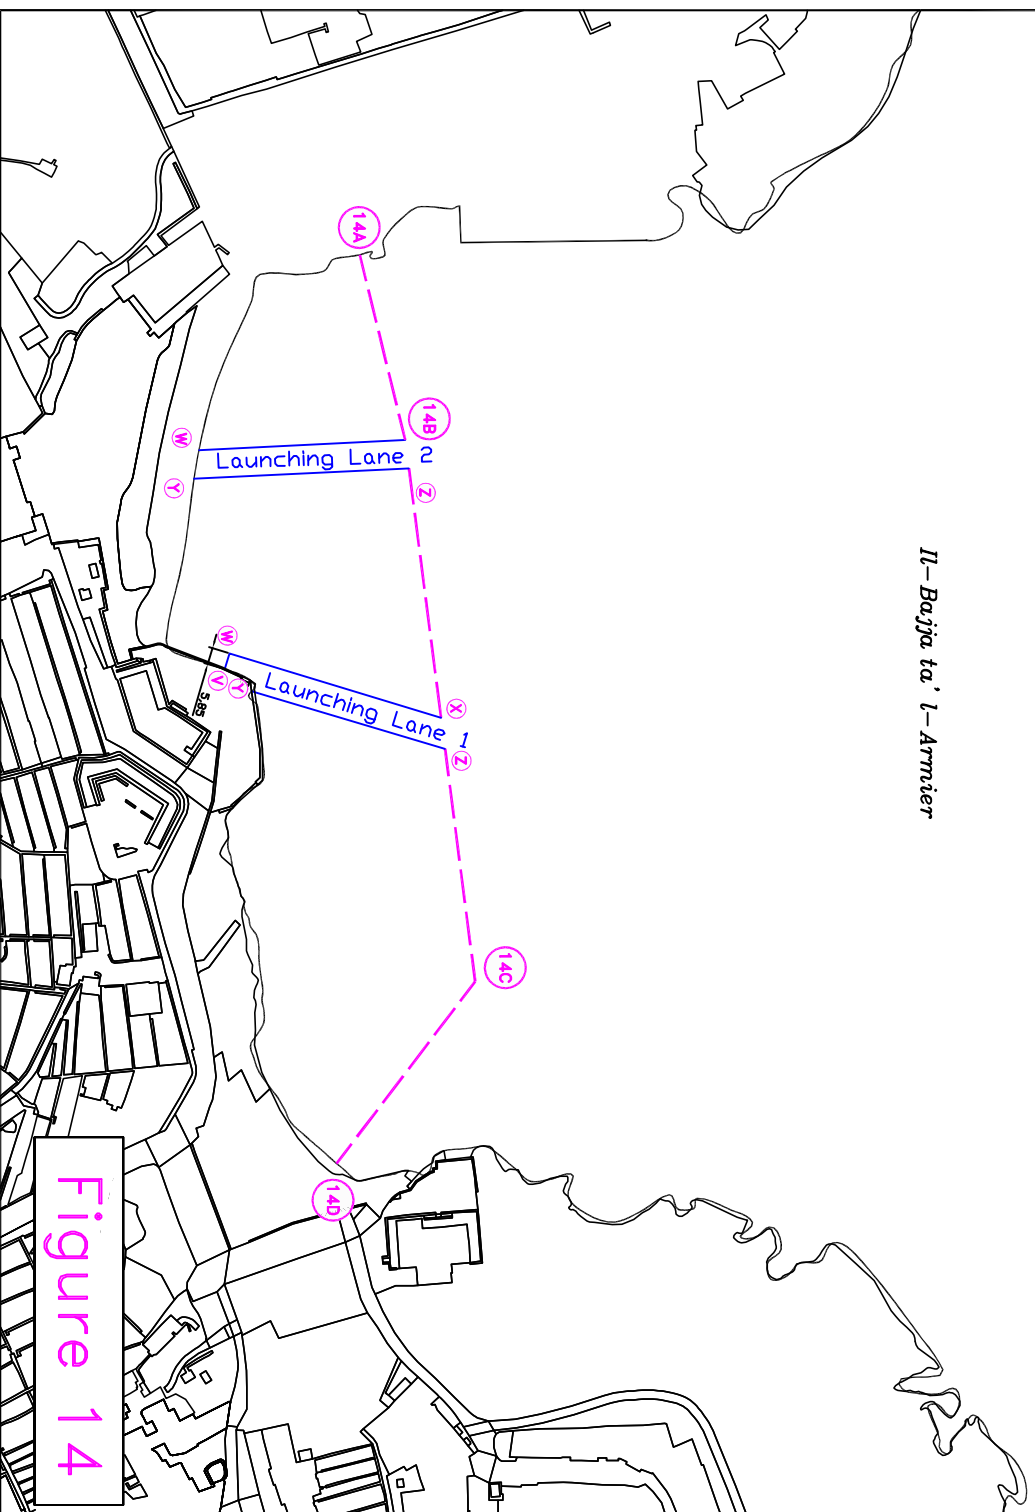 Il-Bajja ta' l-Armier
14A
14B
W
Launching Lane 2
Y
Z
W
V
Y
5.85
Launching Lane 1
X
Z
14C
14D
Figure 14